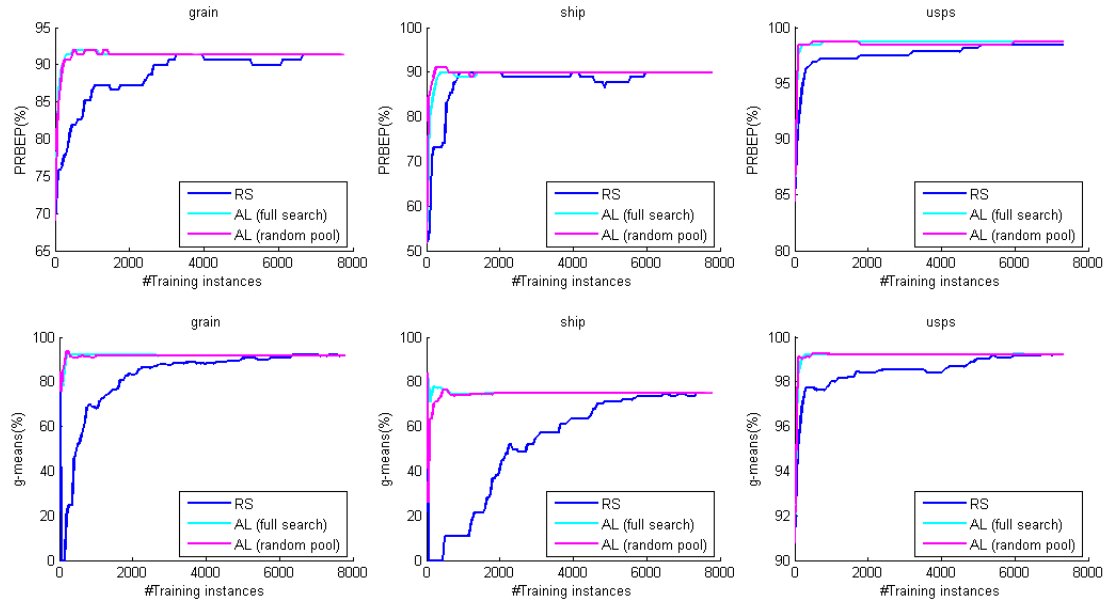 grain
95
90
85
80
75
70
65
PRBEP(%)
0 2000 4000 6000 8000
#Training instances
RS
AL (full search)
AL (random pool)
ship
100
90
80
70
60
50
PRBEP(%)
0 2000 4000 6000 8000
#Training instances
RS
AL (full search)
AL (random pool)
usps
100
95
90
85
80
PRBEP(%)
0 2000 4000 6000 8000
#Training instances
RS
AL (full search)
AL (random pool)
grain
100
80
60
40
20
0
g-means(%)
0 2000 4000 6000 8000
#Training instances
RS
AL (full search)
AL (random pool)
ship
100
80
60
40
20
0
g-means(%)
0 2000 4000 6000 8000
#Training instances
RS
AL (full search)
AL (random pool)
usps
100
98
96
94
92
90
g-means(%)
0 2000 4000 6000 8000
#Training instances
RS
AL (full search)
AL (random pool)